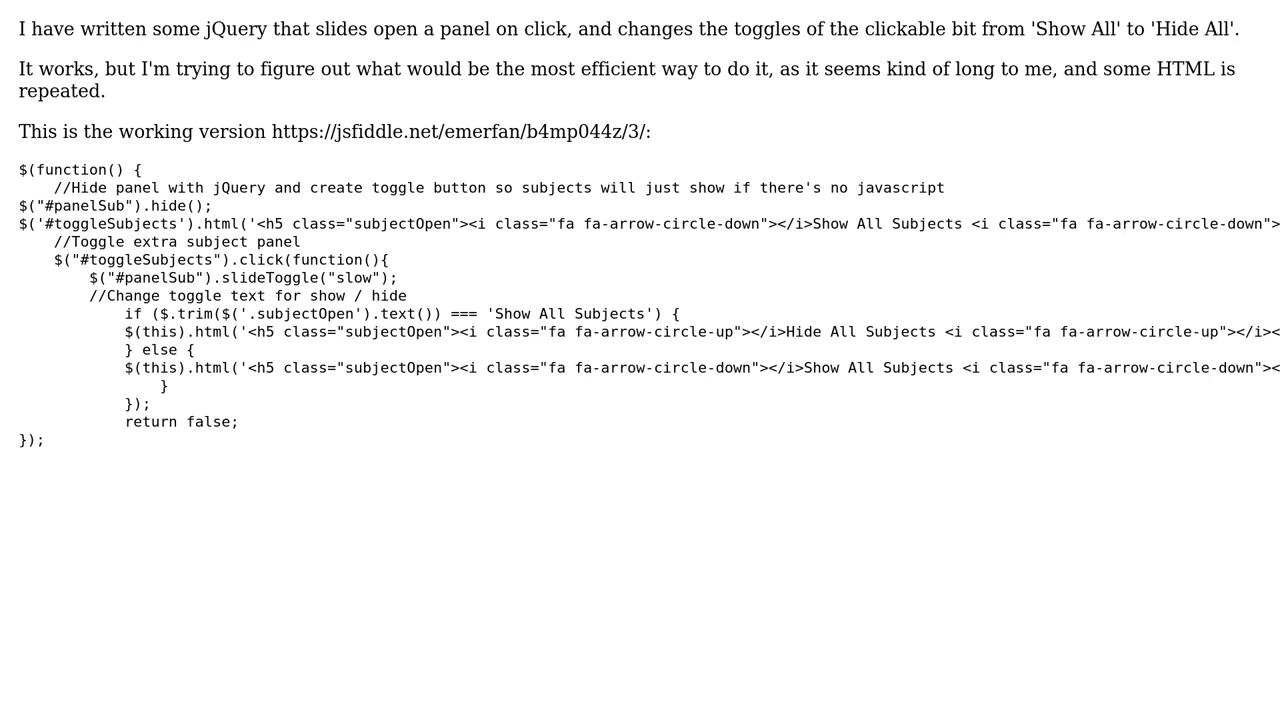 I have written some jQuery that slides open a panel on click, and changes the toggles of the clickable bit from 'Show All' to 'Hide All'.
It works, but I'm trying to figure out what would be the most efficient way to do it, as it seems kind of long to me, and some HTML is
repeated.
This is the working version https://jsfiddle.net/emerfan/b4mp044z/3/:
$(function() {
    //Hide panel with jQuery and create toggle button so subjects will just show if there's no javascript
$("#panelSub").hide();
$('#toggleSubjects').html('<h5 class="subjectOpen"><i class="fa fa-arrow-circle-down"></i>Show All Subjects <i class="fa fa-arrow-circle-down">
    //Toggle extra subject panel
    $("#toggleSubjects").click(function(){
        $("#panelSub").slideToggle("slow");
        //Change toggle text for show / hide
            if ($.trim($('.subjectOpen').text()) === 'Show All Subjects') {
            $(this).html('<h5 class="subjectOpen"><i class="fa fa-arrow-circle-up"></i>Hide All Subjects <i class="fa fa-arrow-circle-up"></i><
            } else {
            $(this).html('<h5 class="subjectOpen"><i class="fa fa-arrow-circle-down"></i>Show All Subjects <i class="fa fa-arrow-circle-down"><
                }
            });
            return false;
});